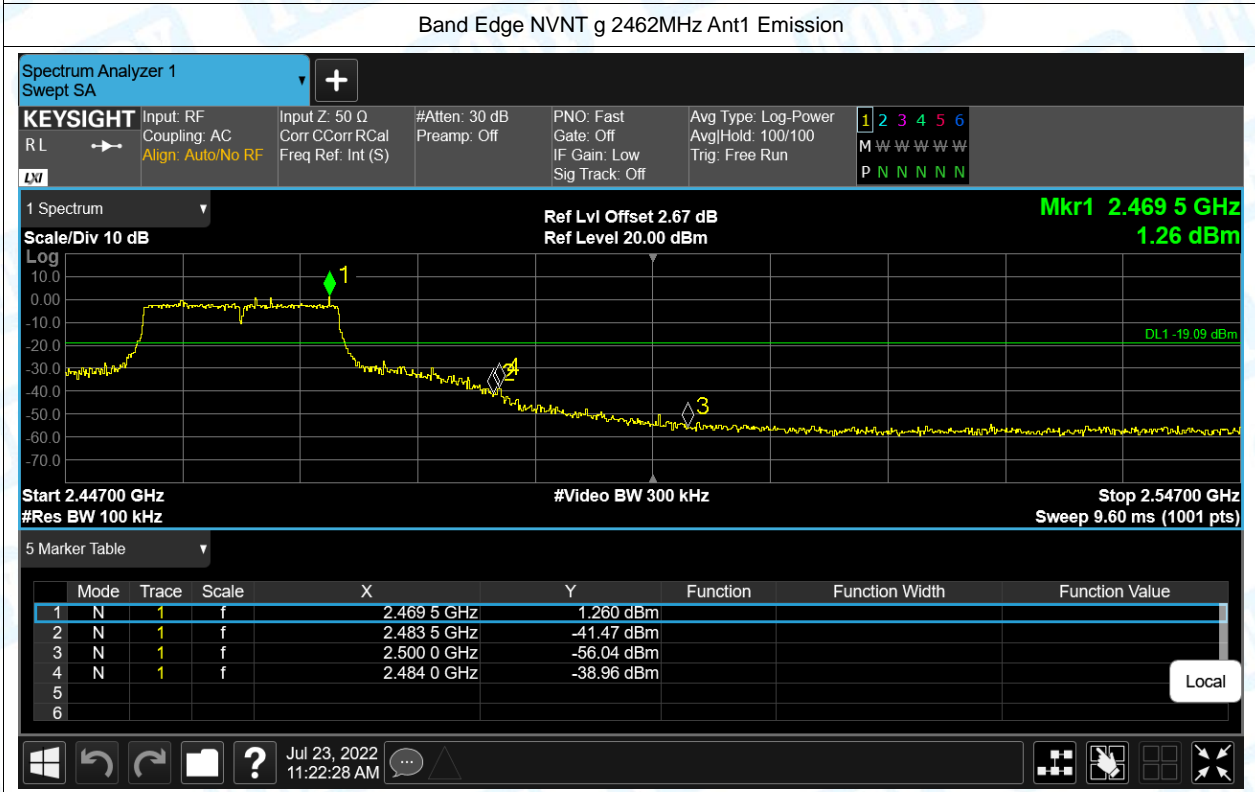 Band Edge NVNT g 2462MHz Ant1 Emission
Spectrum Analyzer 1
Swept SA
+
KEYSIGHT Input: RF Input Z: 50 Ω #Atten: 30 dB PNO: Fast Avg Type: Log-Power 1 2 3 4 5 6
RL Coupling: AC Corr CCorr RCal Preamp: Off Gate: Off Avg|Hold: 100/100 M W W W W W
Align: Auto/No RF Freq Ref: Int (S) IF Gain: Low Trig: Free Run
LXI Sig Track: Off P N N N N N
1 Spectrum
Ref Lvl Offset 2.67 dB Mkr1 2.469 5 GHz
Scale/Div 10 dB Ref Level 20.00 dBm 1.26 dBm
Log
10.0 1
0.00
-10.0
DL1 -19.09 dBm
-20.0
-30.0 2 4
-40.0
-50.0 3
-60.0
-70.0
Start 2.44700 GHz #Video BW 300 kHz Stop 2.54700 GHz
#Res BW 100 kHz Sweep 9.60 ms (1001 pts)
5 Marker Table
Mode Trace Scale X Y Function Function Width Function Value
1 N 1 f 2.469 5 GHz 1.260 dBm
2 N 1 f 2.483 5 GHz -41.47 dBm
3 N 1 f 2.500 0 GHz -56.04 dBm
4 N 1 f 2.484 0 GHz -38.96 dBm
5
6
Local
? Jul 23, 2022
11:22:28 AM